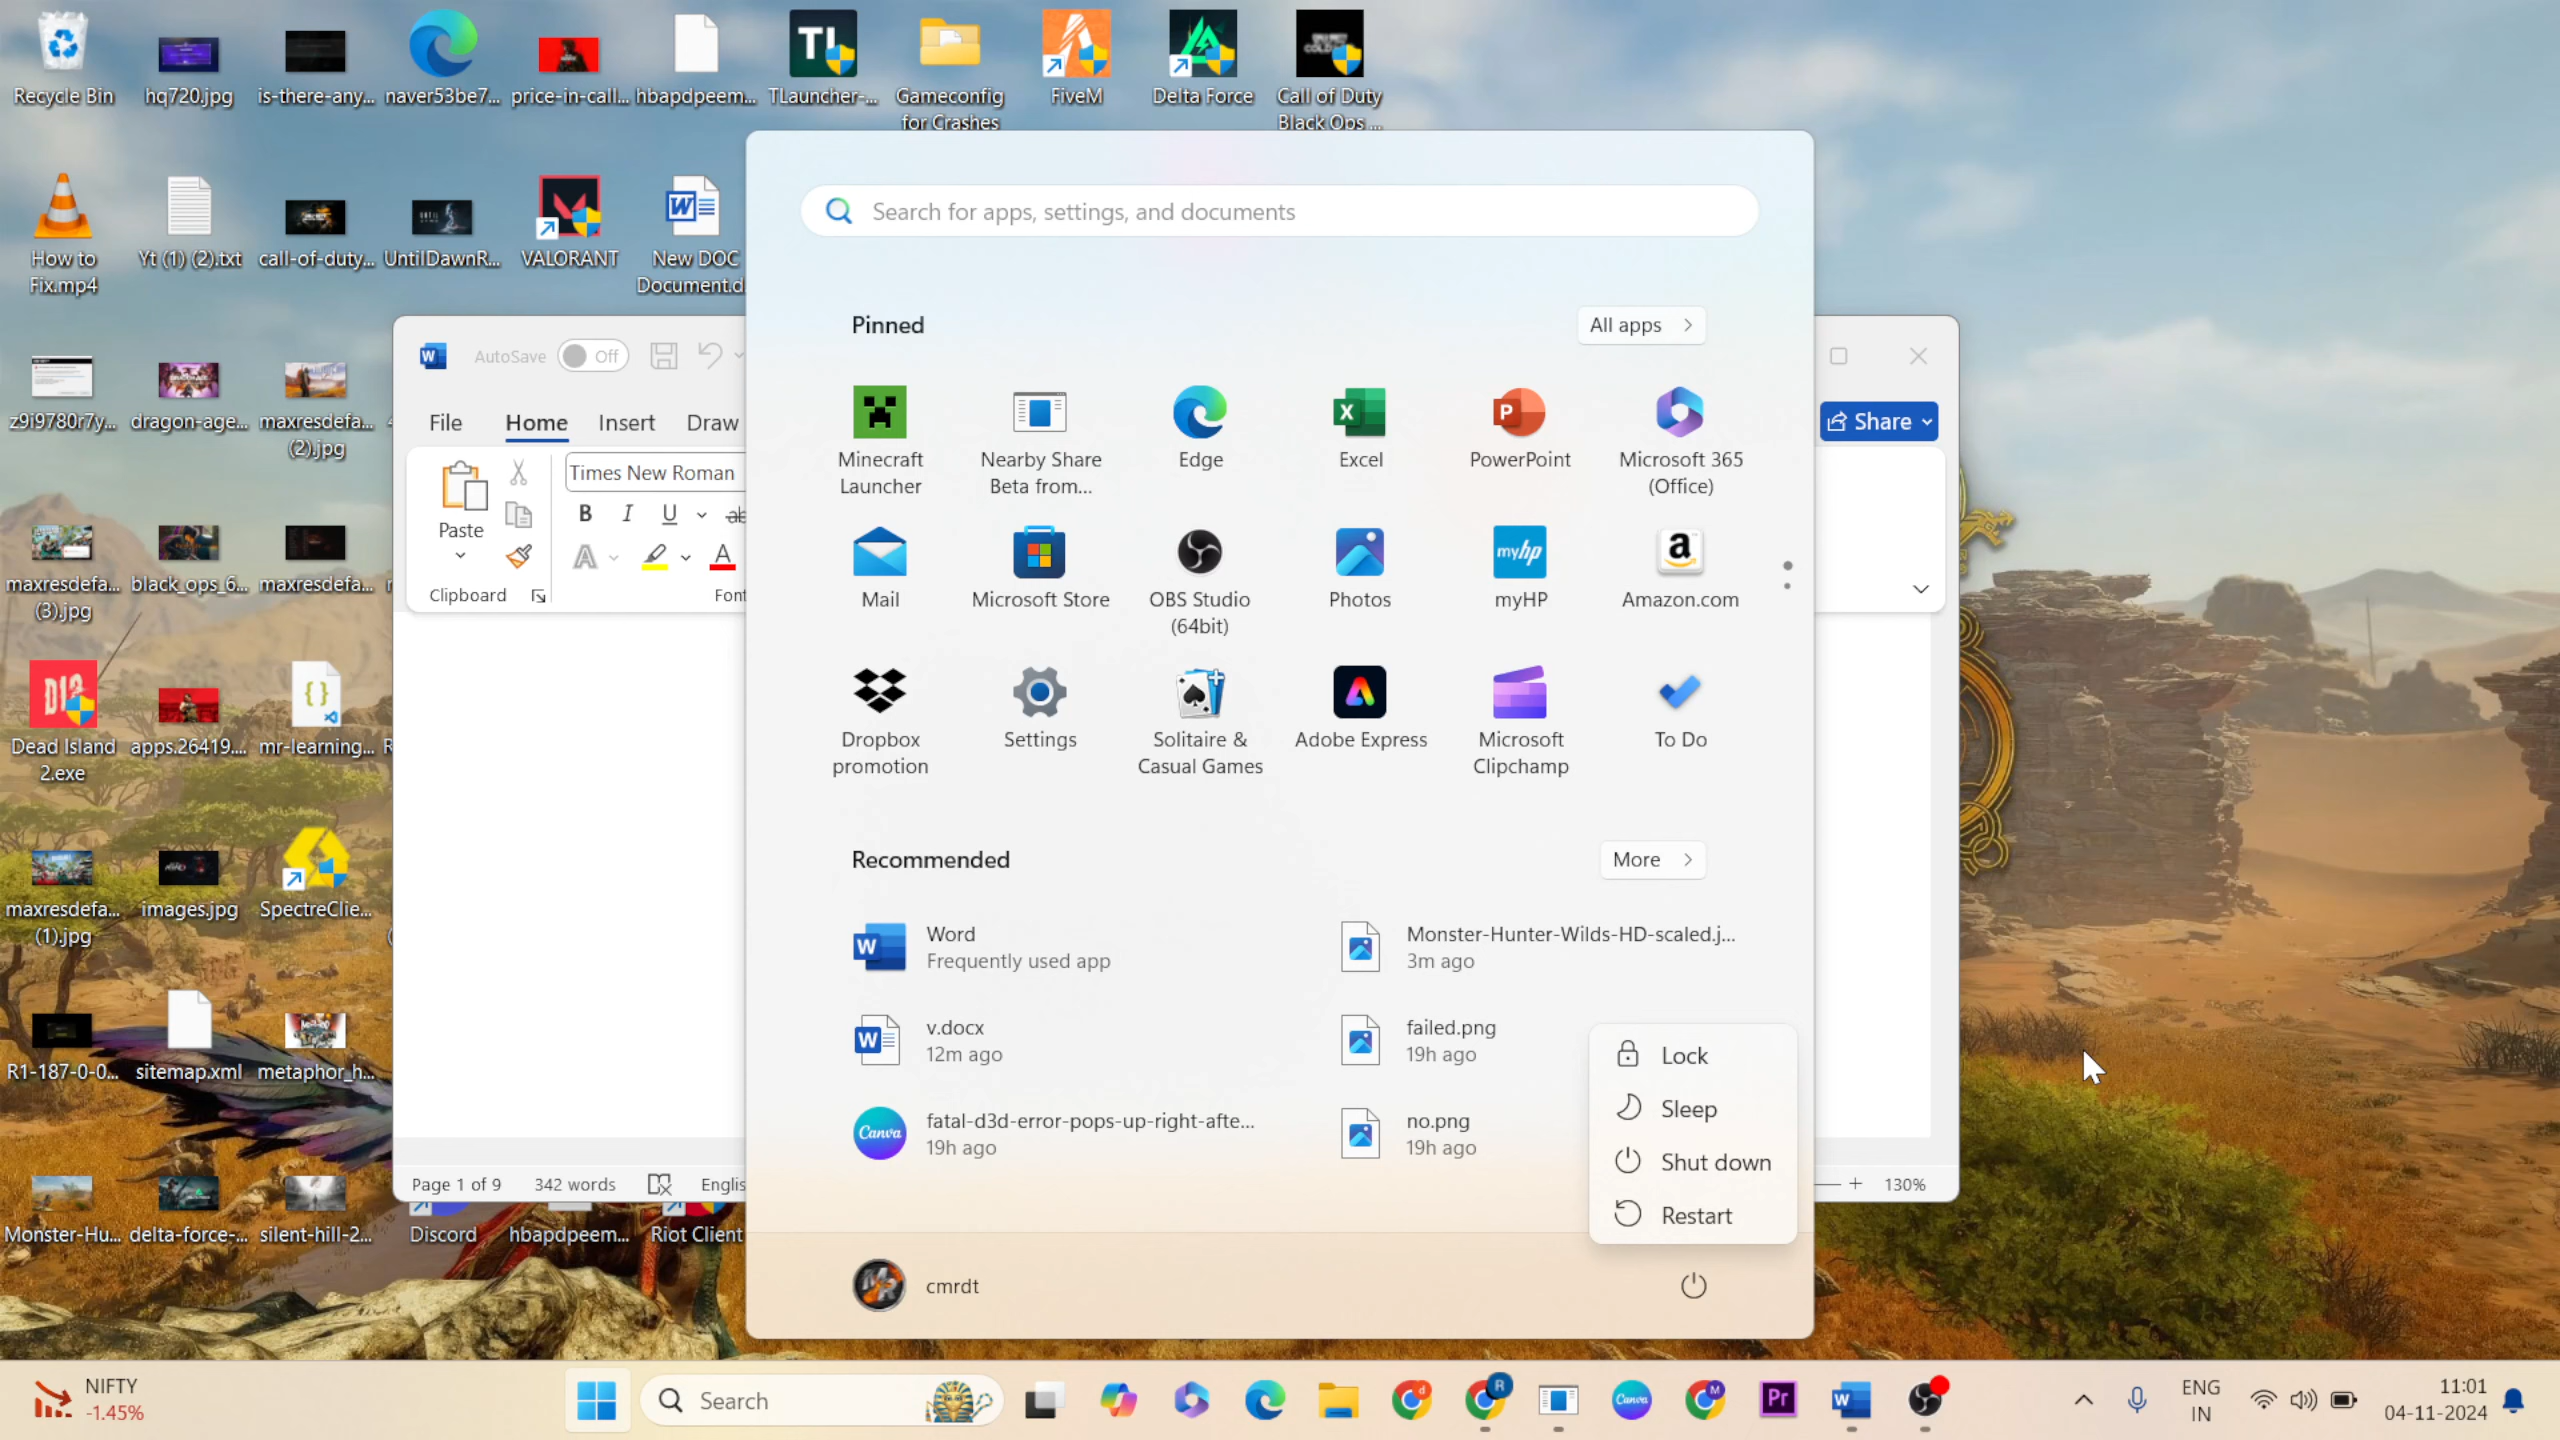 Recycle Bin
hq720.jpg
is-there-any...
naver53be7...
price-in-call...
hbapdpeem...
TLauncher-...
Gameconfig
for Crashes
FiveM
Delta Force
Call of Duty
Black Ops ...
How to
Fix.mp4
Yt (1) (2).txt
call-of-duty...
UntilDawnR...
VALORANT
New DOC
Document.d
z9i9780r7y...
dragon-age...
maxresdefa...
(2).jpg
maxresdefa...
(3).jpg
black_ops_6...
maxresdefa...
Dead Island
2.exe
apps.26419....
mr-learning...
maxresdefa...
(1).jpg
images.jpg
SpectreClie...
R1-187-0-0...
sitemap.xml
metaphor_h...
Monster-Hu...
delta-force-...
silent-hill-2...
Discord
hbapdpeem...
Riot Client
AutoSave Off
File Home Insert Draw
Share
Times New Roman
Paste
B I U ab
A A
Clipboard
Font
Page 1 of 9 342 words Englis
130%
Search for apps, settings, and documents
Pinned
All apps
Minecraft
Launcher
Nearby Share
Beta from...
Edge
Excel
PowerPoint
Microsoft 365
(Office)
Mail
Microsoft Store
OBS Studio
(64bit)
Photos
myhp
myHP
Amazon.com
Dropbox
promotion
Settings
Solitaire &
Casual Games
Adobe Express
Microsoft
Clipchamp
To Do
Recommended
More
Word
Frequently used app
Monster-Hunter-Wilds-HD-scaled.j...
3m ago
v.docx
12m ago
failed.png
19h ago
Canva
fatal-d3d-error-pops-up-right-afte...
19h ago
no.png
19h ago
Lock
Sleep
Shut down
Restart
cmrdt
NIFTY
-1.45%
Search
Canva
Pr
ENG
IN
11:01
04-11-2024